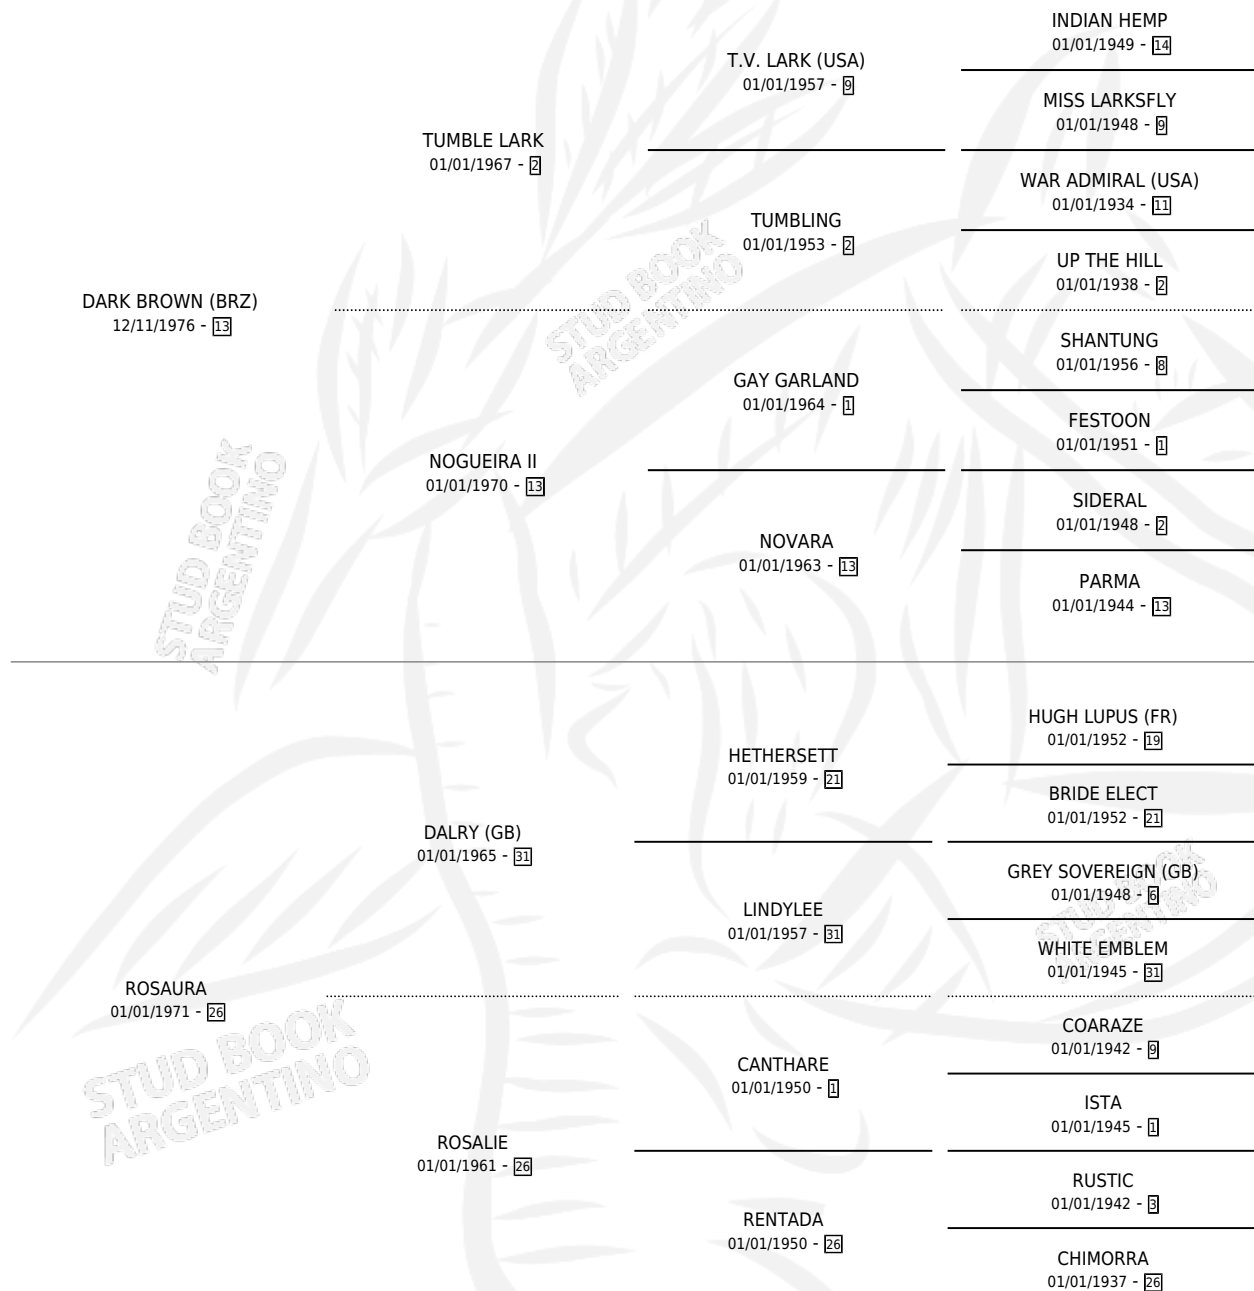 INDIAN HEMP
01/01/1949 - 14
T.V. LARK (USA)
01/01/1957 - 9
MISS LARKSFLY
01/01/1948 - 9
TUMBLE LARK
01/01/1967 - 2
WAR ADMIRAL (USA)
01/01/1934 - 11
TUMBLING
01/01/1953 - 2
UP THE HILL
01/01/1938 - 2
DARK BROWN (BRZ)
12/11/1976 - 13
SHANTUNG
01/01/1956 - 8
GAY GARLAND
01/01/1964 - 1
FESTOON
01/01/1951 - 1
NOGUEIRA II
01/01/1970 - 13
SIDERAL
01/01/1948 - 2
NOVARA
01/01/1963 - 13
PARMA
01/01/1944 - 13
STUD BOOK
ARGENTINO
STUD BOOK
ARGENTINO
HUGH LUPUS (FR)
01/01/1952 - 19
HETHERSETT
01/01/1959 - 21
BRIDE ELECT
01/01/1952 - 21
DALRY (GB)
01/01/1965 - 31
GREY SOVEREIGN (GB)
01/01/1948 - 6
LINDYLEE
01/01/1957 - 31
WHITE EMBLEM
01/01/1945 - 31
STUD BOOK
ARGENTINO
ROSAURA
01/01/1971 - 26
COARAZE
01/01/1942 - 9
CANTHARE
01/01/1950 - 1
ISTA
01/01/1945 - 1
ROSALIE
01/01/1961 - 26
RUSTIC
01/01/1942 - 3
RENTADA
01/01/1950 - 26
CHIMORRA
01/01/1937 - 26
STUD BOOK
ARGENTINO